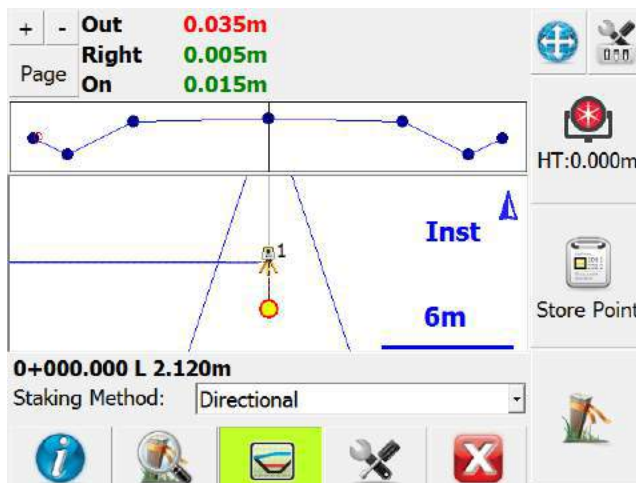 + - Out 0.035m
Right 0.005m
Page On 0.015m
HT:0.000m
1
Inst
6m
Store Point
0+000.000 L 2.120m
Staking Method: Directional